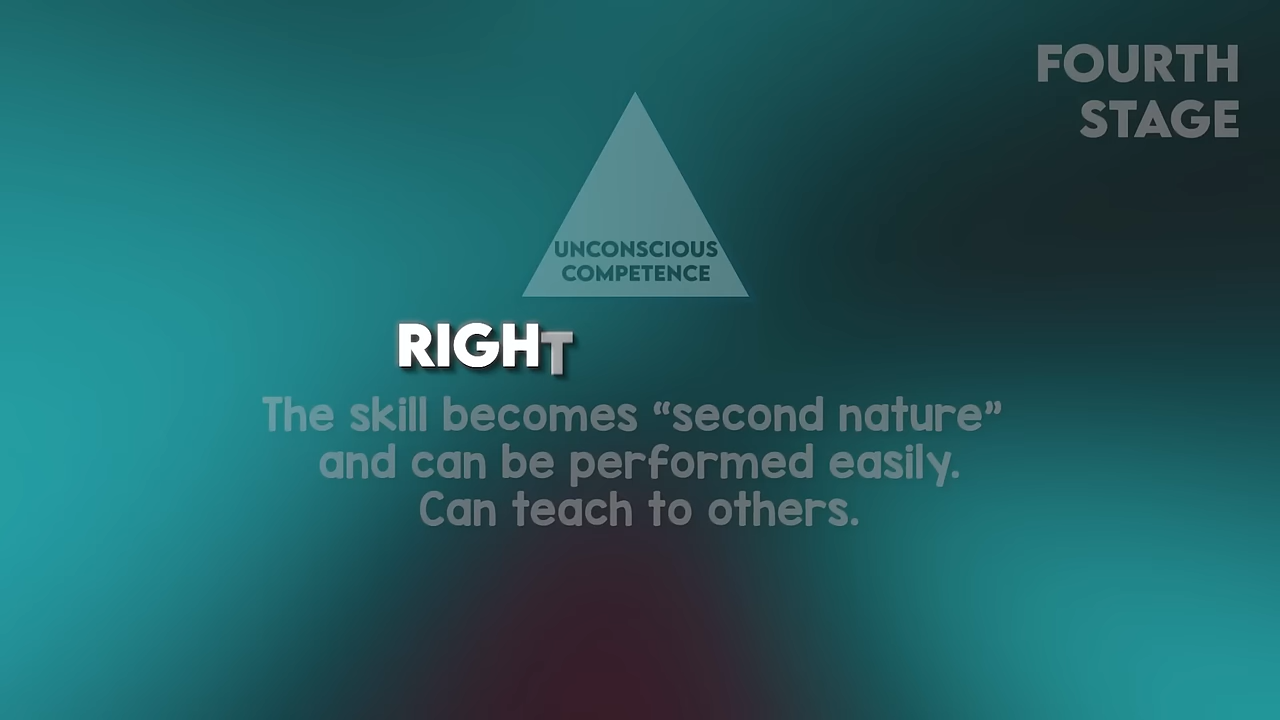 FOURTH
STAGE
UNCONSCIOUS
COMPETENCE
RIGHT
The skill becomes “second nature”
and can be performed easily.
Can teach to others.